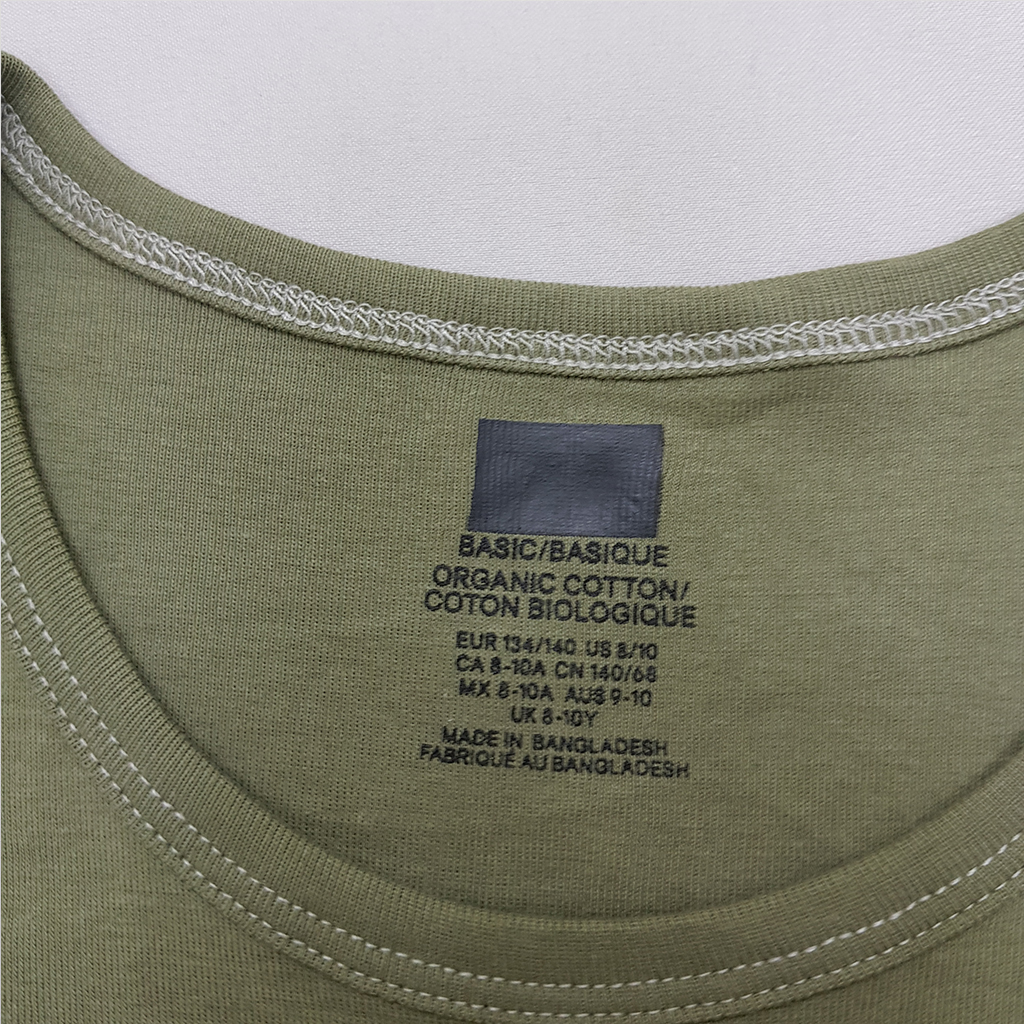 BASIC/BASIQUE
ORGANIC COTTON/
COTON BIOLOGIQUE
EUR 134/140 US 8/10
CA 8-10A CN 140/68
MX 8-10A AUS 9-10
UK 8-10Y
MADE IN BANGLADESH
FABRIQUÉ AU BANGLADESH